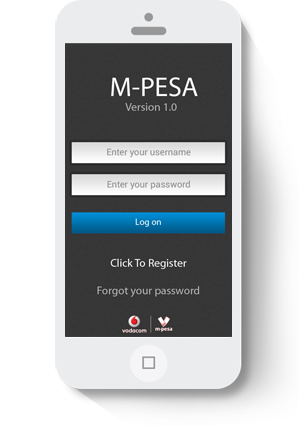 M-PESA
Version 1.0
Enter your username
Enter your password
Log on
Click To Register
Forgot your password
vodacom
m-pesa